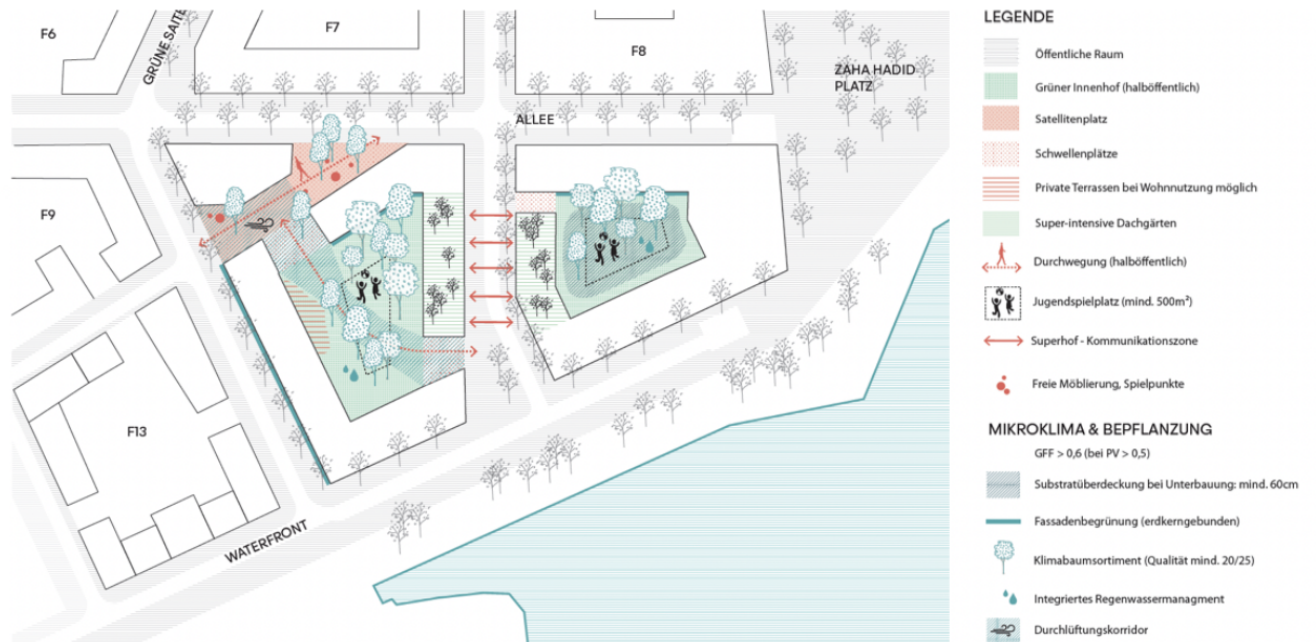 F6
GRÜNE SAITE
F7
F8
ZAHA HADID
PLATZ
ALLEE
F9
F13
WATERFRONT
LEGENDE
Öffentliche Raum
Grüner Innenhof (halböffentlich)
Satellitenplatz
Schwellenplätze
Private Terrassen bei Wohnnutzung möglich
Super-intensive Dachgärten
Durchwegung (halböffentlich)
Jugendspielplatz (mind. 500m²)
Superhof - Kommunikationszone
Freie Möblierung, Spielpunkte
MIKROKLIMA & BEPFLANZUNG
GFF > 0,6 (bei PV > 0,5)
Substratüberdeckung bei Unterbauung: mind. 60cm
Fassadenbegrünung (erdkerngebunden)
Klimabaumsortiment (Qualität mind. 20/25)
Integriertes Regenwassermanagment
Durchlüftungskorridor